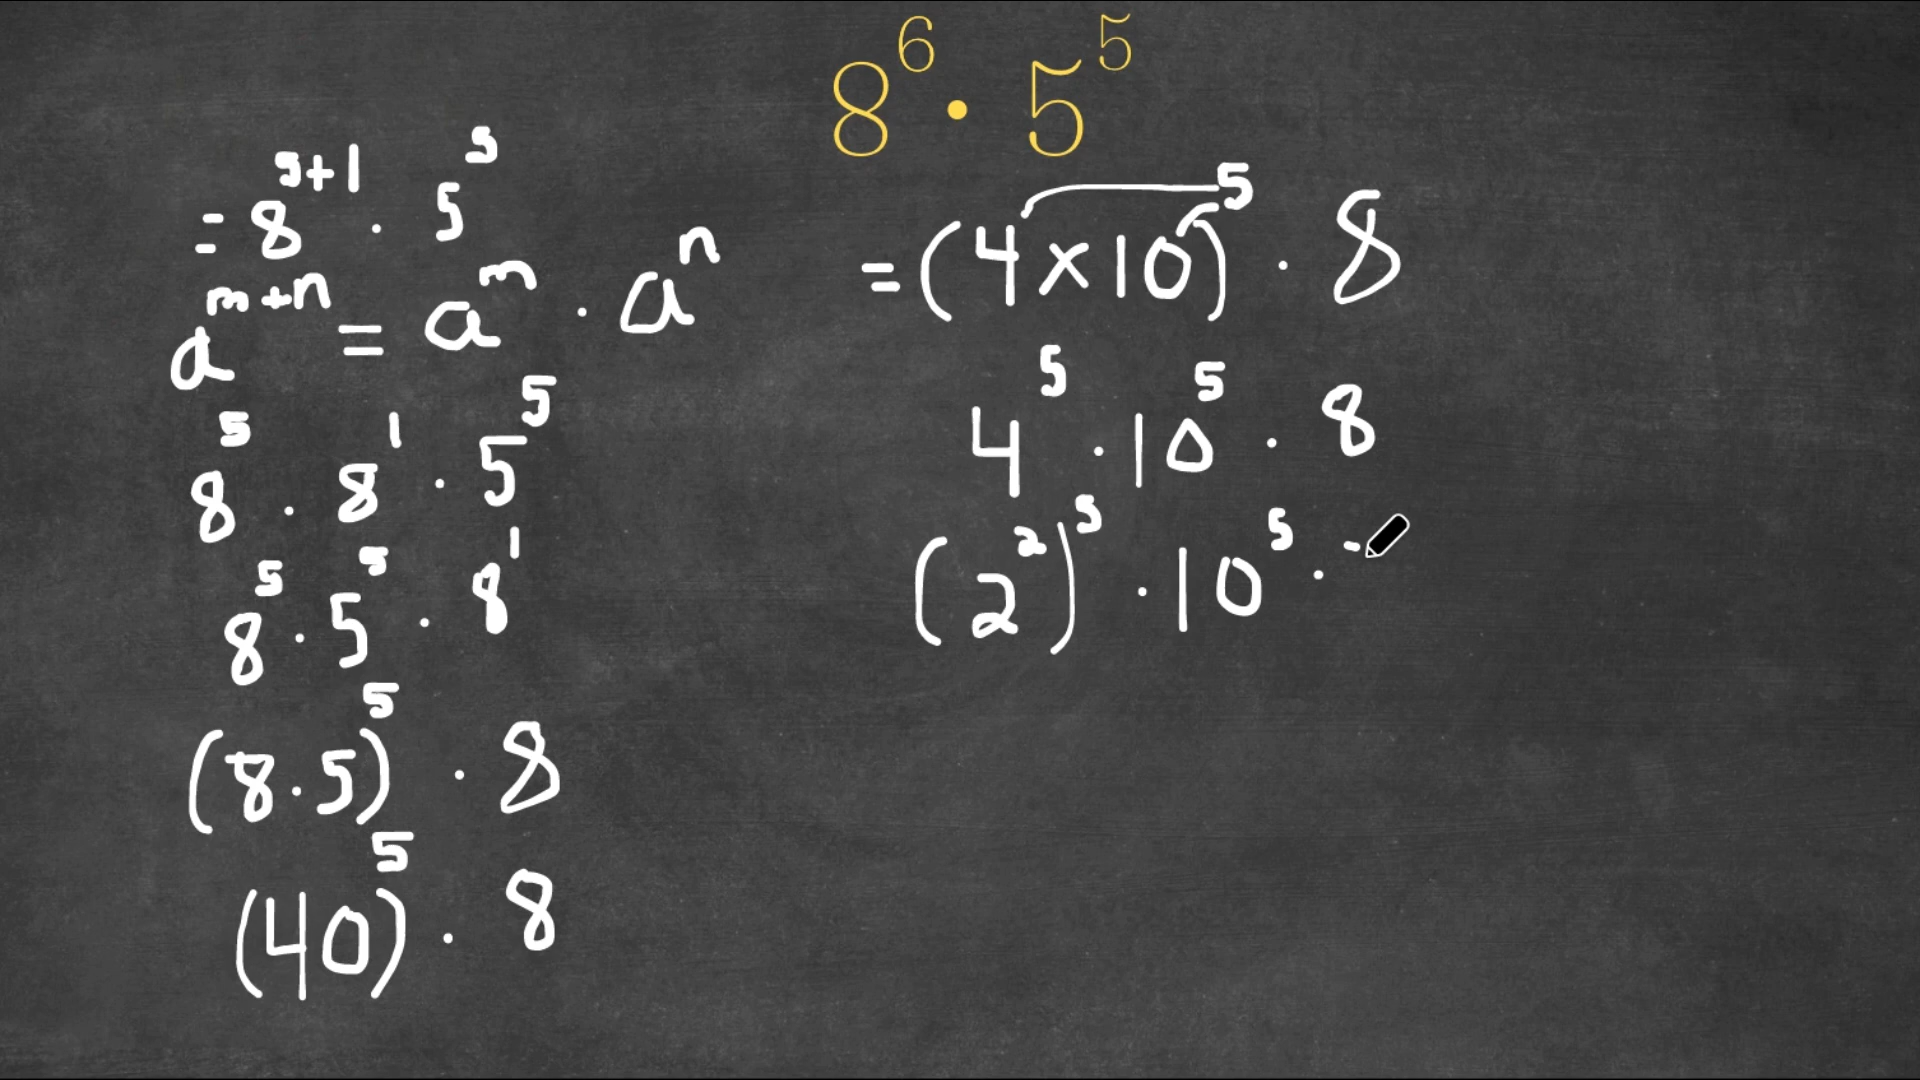 8⁶ · 5⁵
= 8⁵⁺¹ · 5⁵
aᵐ⁺ⁿ = aᵐ · aⁿ
8⁵ · 8¹ · 5⁵
8⁵ · 5⁵ · 8¹
(8·5)⁵ · 8
(40)⁵ · 8
= (4×10)⁵ · 8
4⁵ · 10⁵ · 8
(2²)⁵ · 10⁵ ·